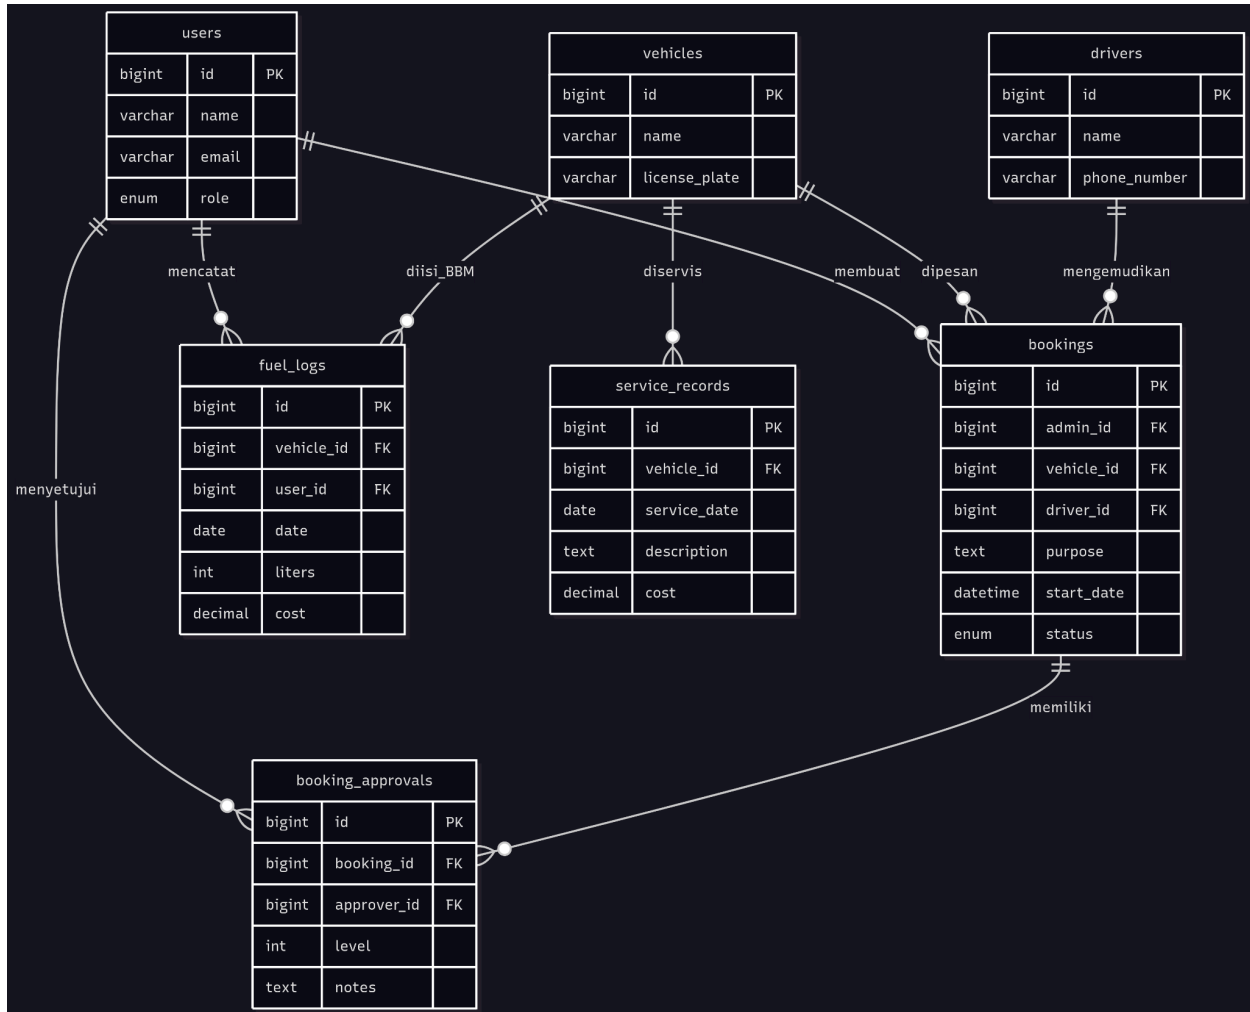 users
bigint id PK
varchar name
varchar email
enum role
vehicles
bigint id PK
varchar name
varchar license_plate
drivers
bigint id PK
varchar name
varchar phone_number
mencatat
diisi_BBM
diservis
membuat
dipesan
mengemudikan
menyetujui
fuel_logs
bigint id PK
bigint vehicle_id FK
bigint user_id FK
date date
int liters
decimal cost
service_records
bigint id PK
bigint vehicle_id FK
date service_date
text description
decimal cost
bookings
bigint id PK
bigint admin_id FK
bigint vehicle_id FK
bigint driver_id FK
text purpose
datetime start_date
enum status
memiliki
booking_approvals
bigint id PK
bigint booking_id FK
bigint approver_id FK
int level
text notes